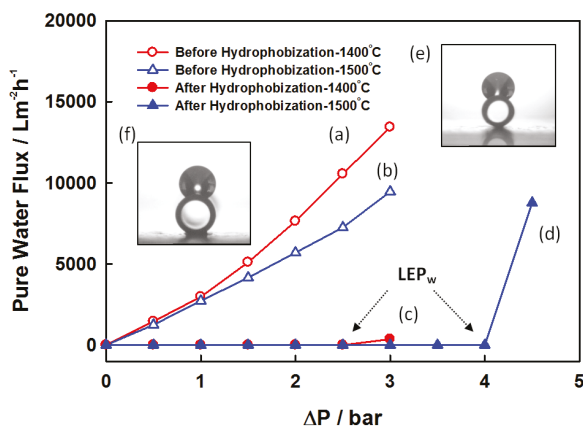 20000
15000
10000
5000
0
Pure Water Flux / Lm⁻²h⁻¹
Before Hydrophobization-1400°C
Before Hydrophobization-1500°C
After Hydrophobization-1400°C
After Hydrophobization-1500°C
(e)
(f)
(a)
(b)
(d)
LEPw
(c)
0 1 2 3 4 5
ΔP / bar